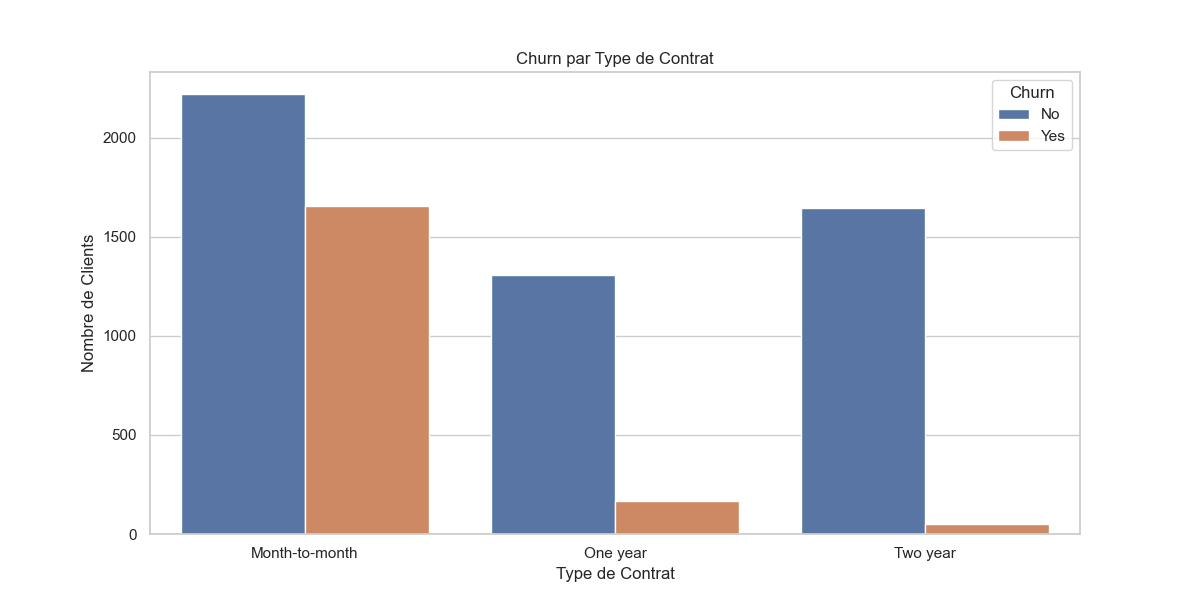 Churn par Type de Contrat
Churn
No
Yes
Nombre de Clients
2000
1500
1000
500
0
Month-to-month
One year
Two year
Type de Contrat